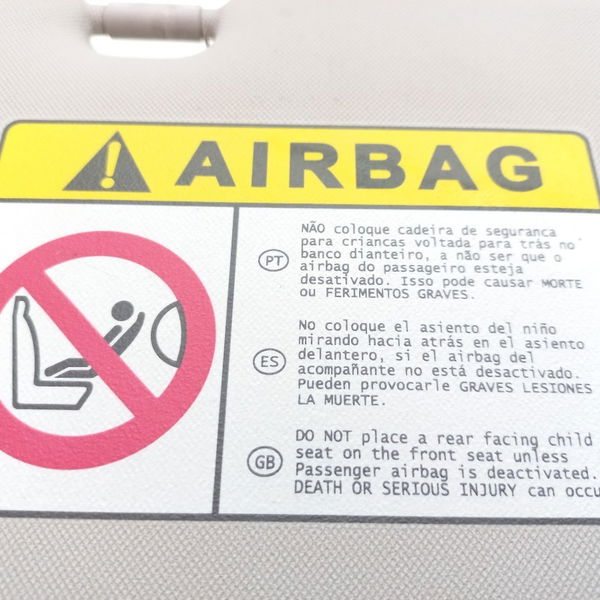 AIRBAG
PT
NÃO coloque cadeira de segurança
para criancas voltada para trás no
banco dianteiro, a não ser que o
airbag do passageiro esteja
desativado. Isso pode causar MORTE
ou FERIMENTOS GRAVES.
ES
No coloque el asiento del niño
mirando hacia atrás en el asiento
delantero, si el airbag del
acompañante no está desactivado.
Pueden provocarle GRAVES LESIONES
LA MUERTE.
GB
DO NOT place a rear facing child
seat on the front seat unless
Passenger airbag is deactivated.
DEATH OR SERIOUS INJURY can occu